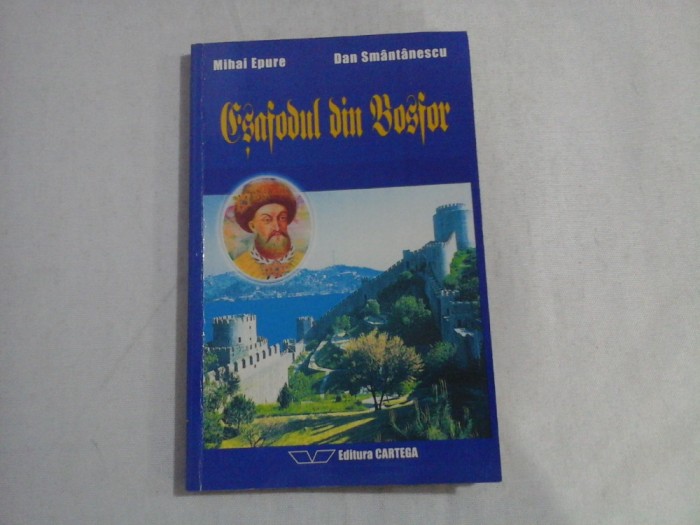 Mihai Epure Dan Smântânescu
Eşafodul din Bosfor
Editura CARTEGA